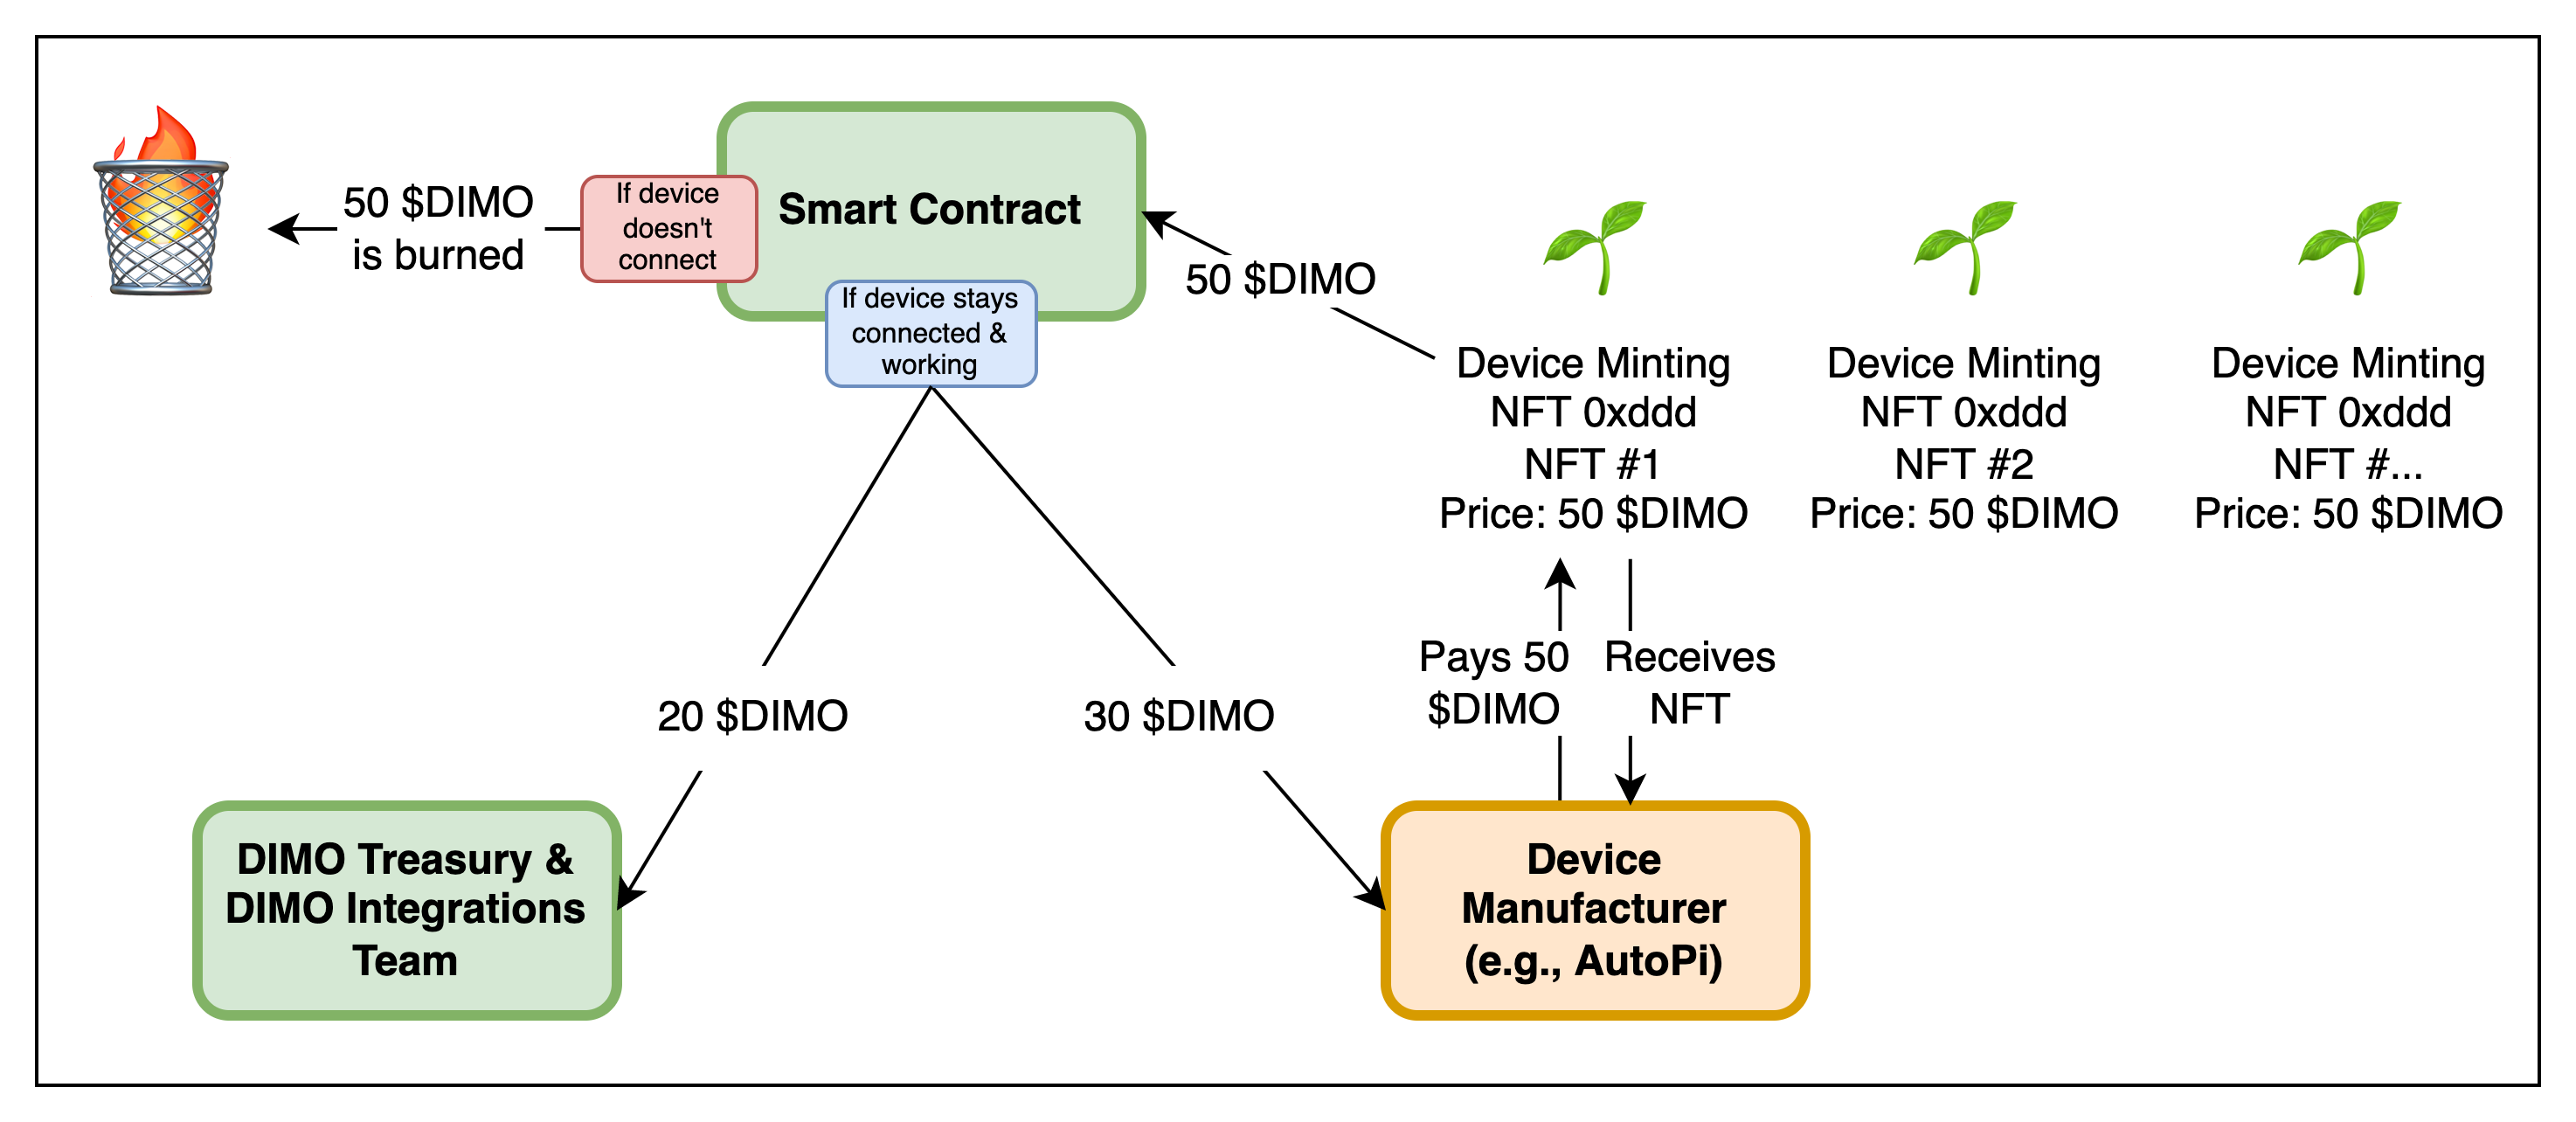 50 $DIMO
is burned
If device
doesn't
connect
Smart Contract
If device stays
connected &
working
50 $DIMO
Device Minting
NFT 0xddd
NFT #1
Price: 50 $DIMO
Device Minting
NFT 0xddd
NFT #2
Price: 50 $DIMO
Device Minting
NFT 0xddd
NFT #...
Price: 50 $DIMO
20 $DIMO
30 $DIMO
Pays 50
$DIMO
Receives
NFT
DIMO Treasury &
DIMO Integrations
Team
Device
Manufacturer
(e.g., AutoPi)